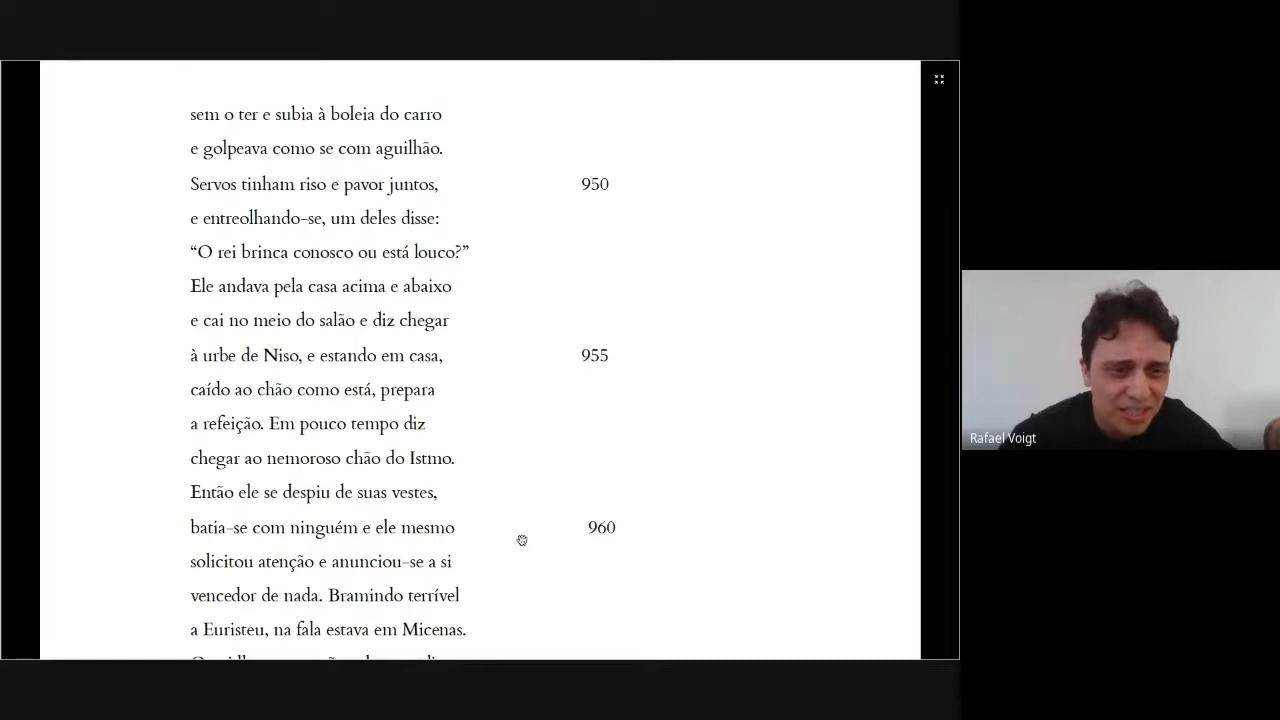 sem o ter e subia à boleia do carro
e golpeava como se com aguilhão.
Servos tinham riso e pavor juntos, 950
e entreolhando-se, um deles disse:
“O rei brinca conosco ou está louco?”
Ele andava pela casa acima e abaixo
e cai no meio do salão e diz chegar
à urbe de Niso, e estando em casa, 955
caído ao chão como está, prepara
a refeição. Em pouco tempo diz
chegar ao nemoroso chão do Istmo.
Então ele se despiu de suas vestes,
batia-se com ninguém e ele mesmo 960
solicitou atenção e anunciou-se a si
vencedor de nada. Bramindo terrível
a Euristeu, na fala estava em Micenas.
Rafael Voigt